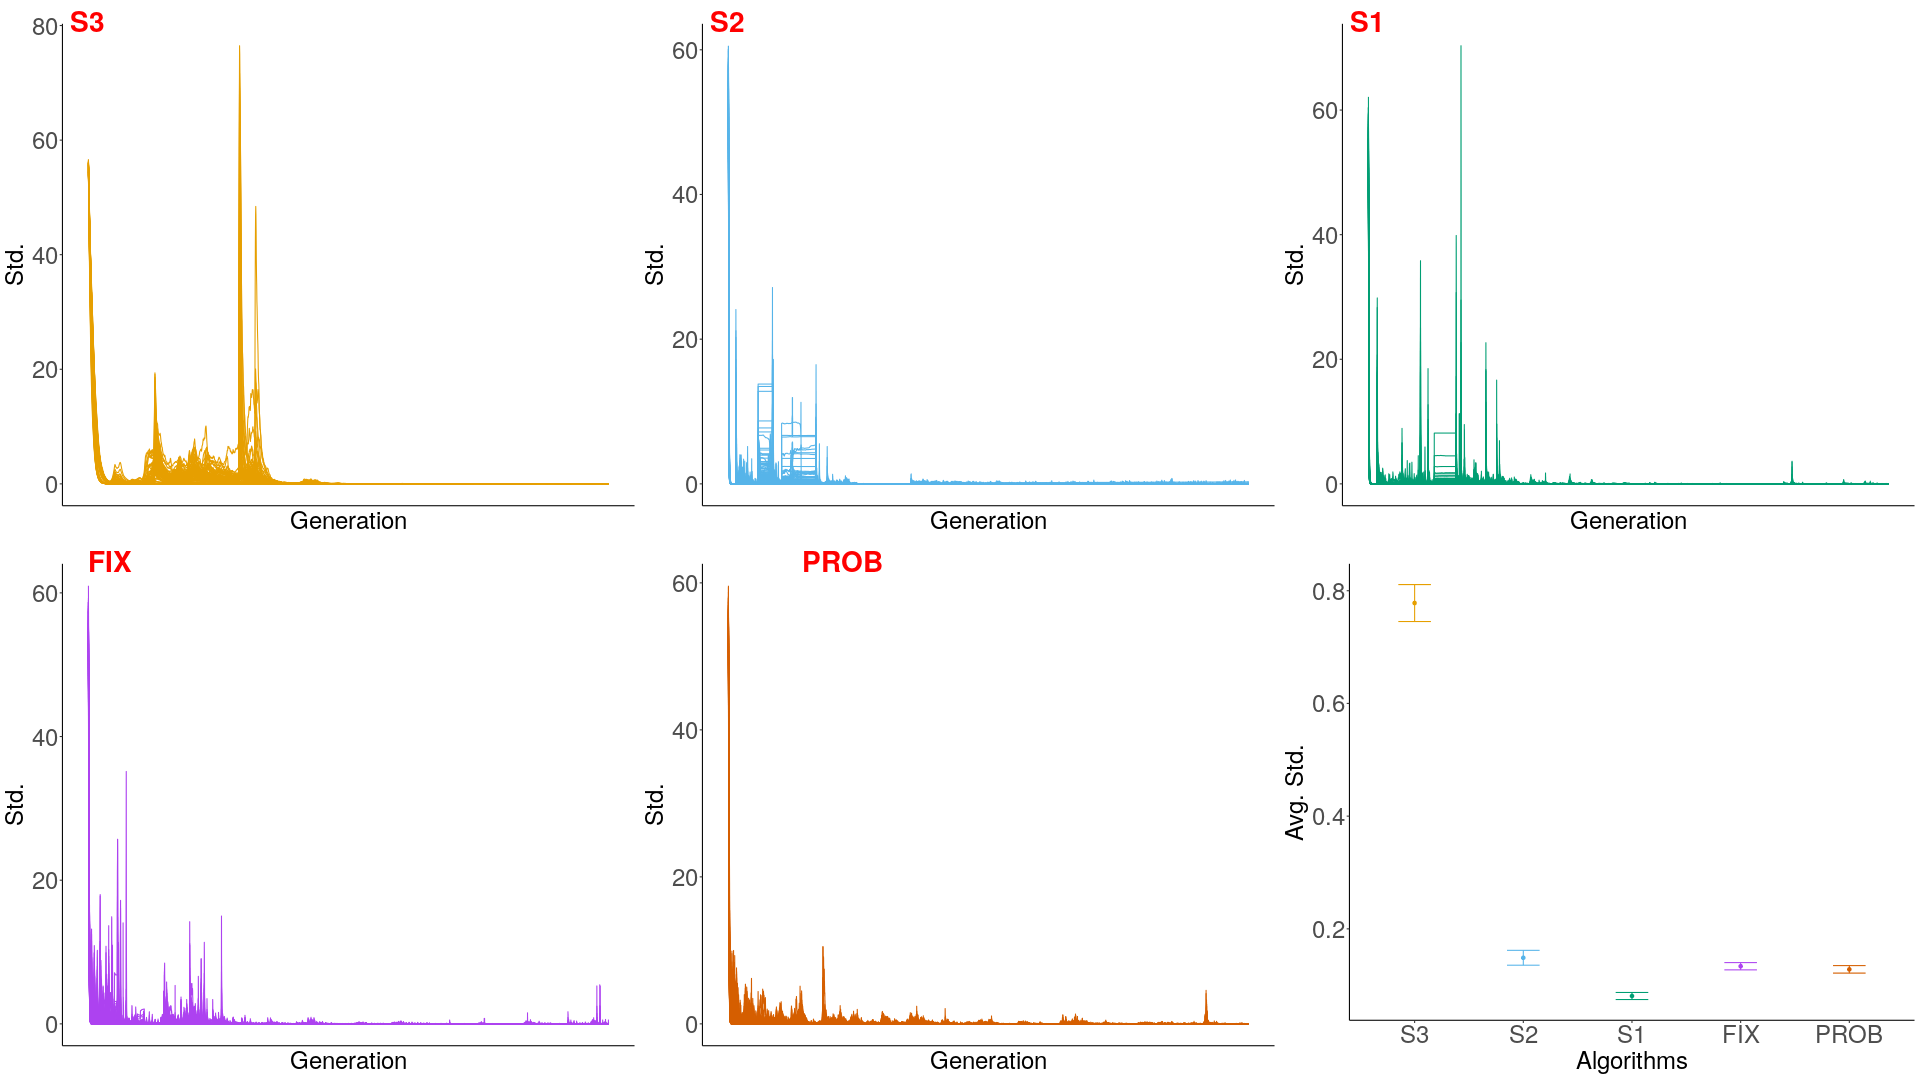 S3
80
60
40
20
0
Std.
Generation
S2
60
40
20
0
Std.
Generation
S1
60
40
20
0
Std.
Generation
FIX
60
40
20
0
Std.
Generation
PROB
60
40
20
0
Std.
Generation
0.8
0.6
0.4
0.2
Avg. Std.
S3 S2 S1 FIX PROB
Algorithms